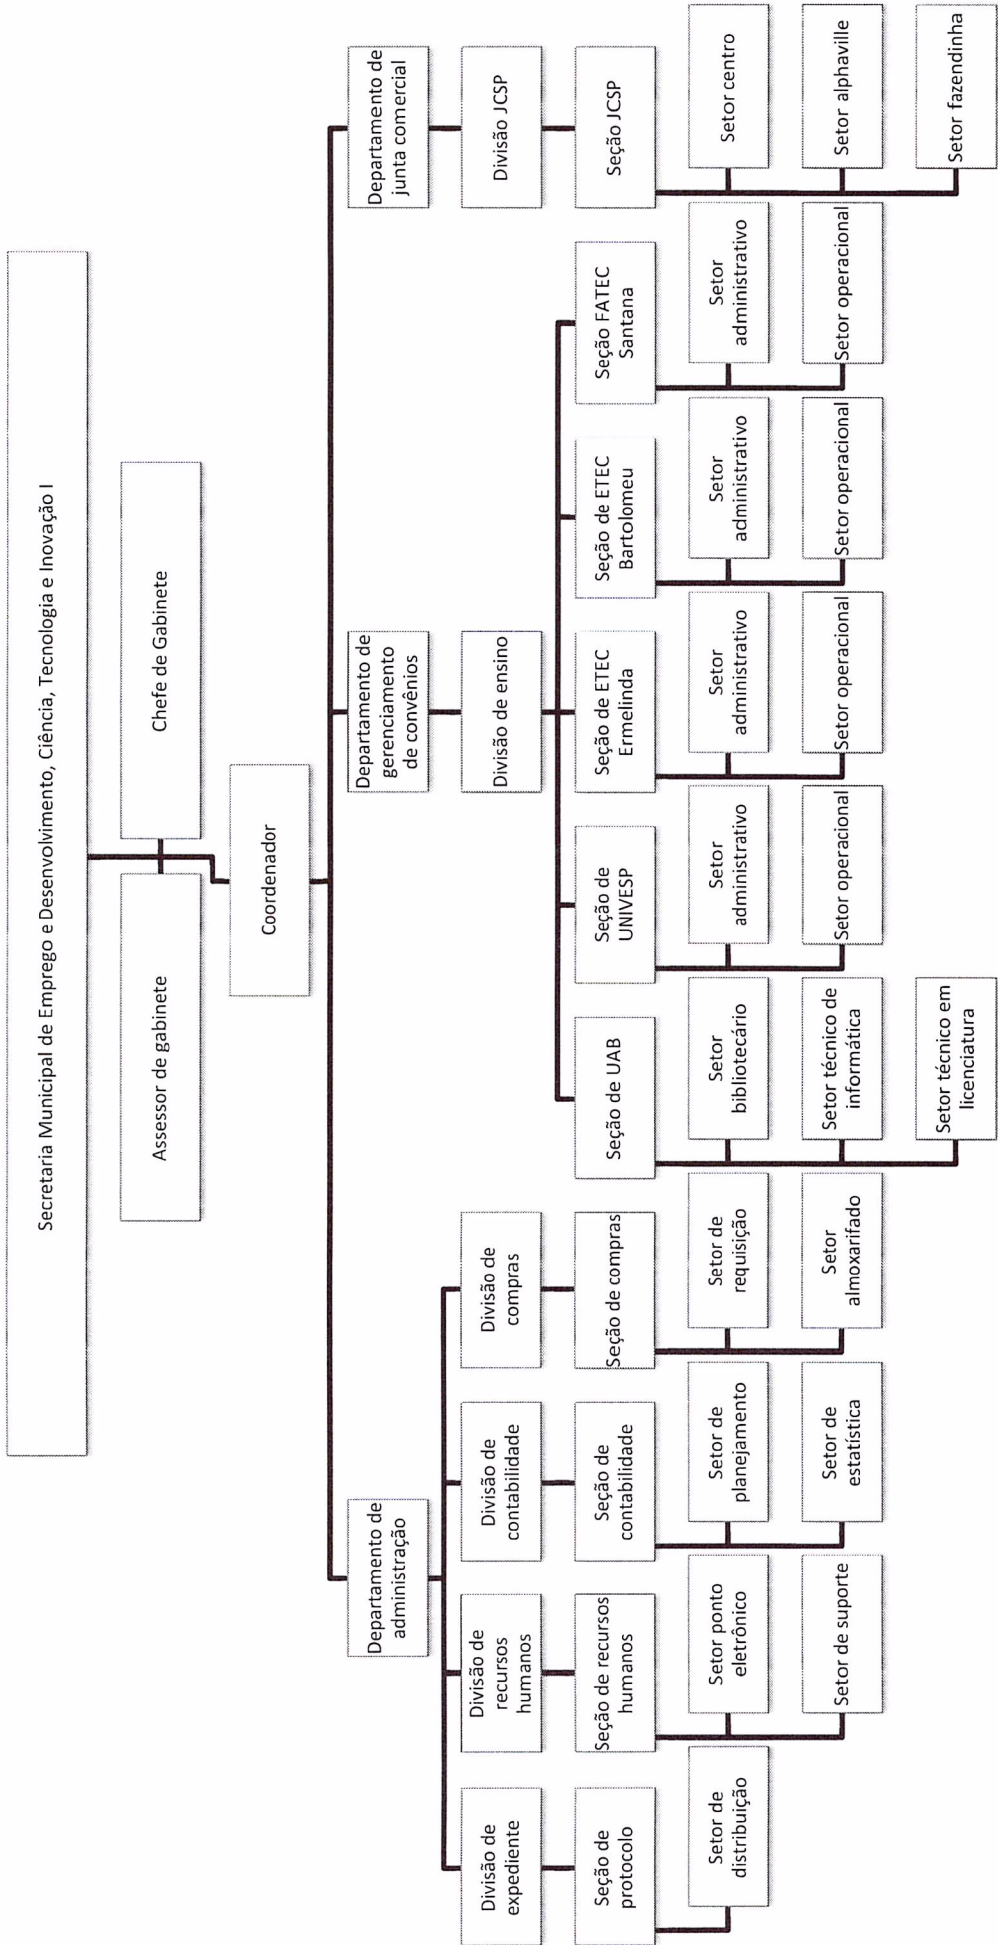 Secretaria Municipal de Emprego e Desenvolvimento, Ciência, Tecnologia e Inovação I
Assessor de gabinete
Chefe de Gabinete
Coordenador
Departamento de
administração
Departamento de
gerenciamento
de convênios
Departamento de
junta comercial
Divisão de
expediente
Divisão de
recursos
humanos
Divisão de
contabilidade
Divisão de
compras
Divisão de ensino
Divisão JCSP
Seção de
protocolo
Seção de recursos
humanos
Seção de
contabilidade
Seção de compras
Seção de UAB
Seção de
UNIVESP
Seção de ETEC
Ermelinda
Seção de ETEC
Bartolomeu
Seção FATEC
Santana
Seção JCSP
Setor de
distribuição
Setor ponto
eletrônico
Setor de
planejamento
Setor de
requisição
Setor
bibliotecário
Setor
administrativo
Setor
administrativo
Setor
administrativo
Setor
administrativo
Setor centro
Setor de suporte
Setor de
estatística
Setor
almoxarifado
Setor técnico de
informática
Setor operacional
Setor operacional
Setor operacional
Setor operacional
Setor alphaville
Setor técnico em
licenciatura
Setor fazendinha